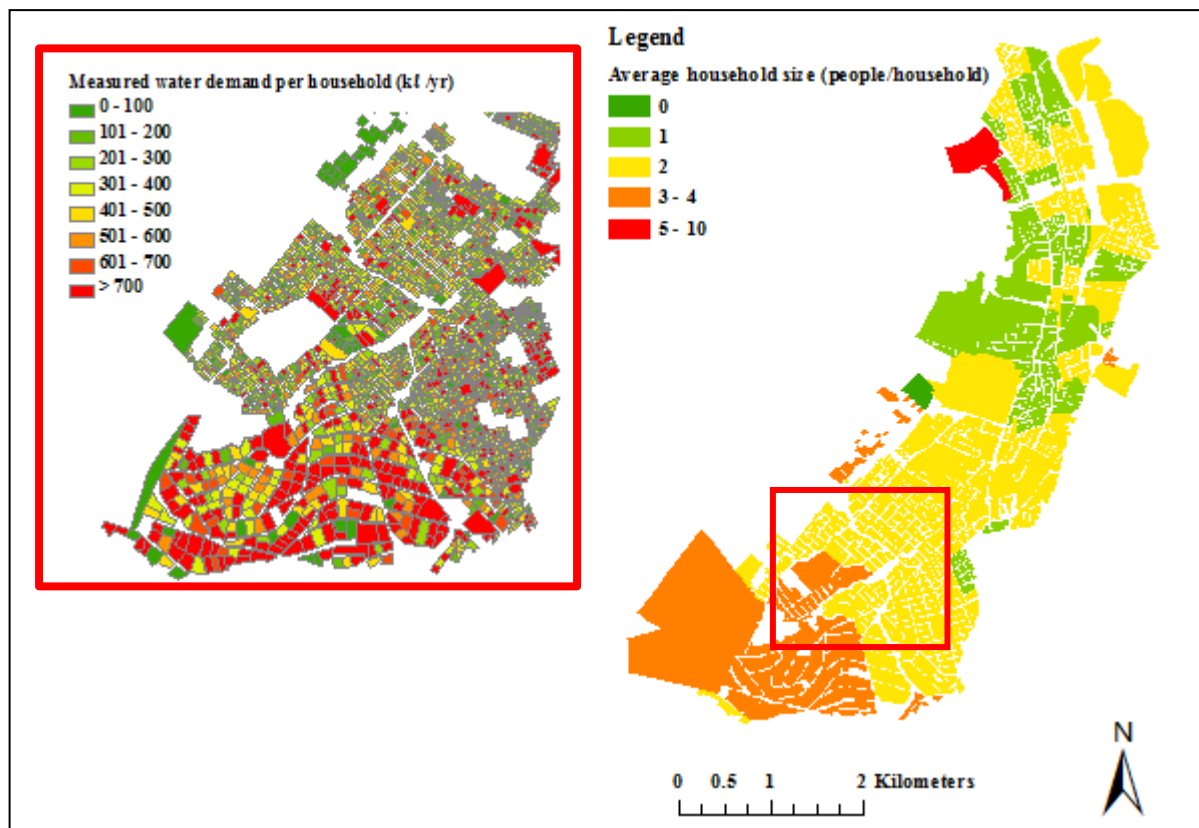 Legend
Measured water demand per household (kℓ /yr)
0 - 100
101 - 200
201 - 300
301 - 400
401 - 500
501 - 600
601 - 700
> 700
Average household size (people/household)
0
1
2
3 - 4
5 - 10
N
0 0.5 1 2 Kilometers